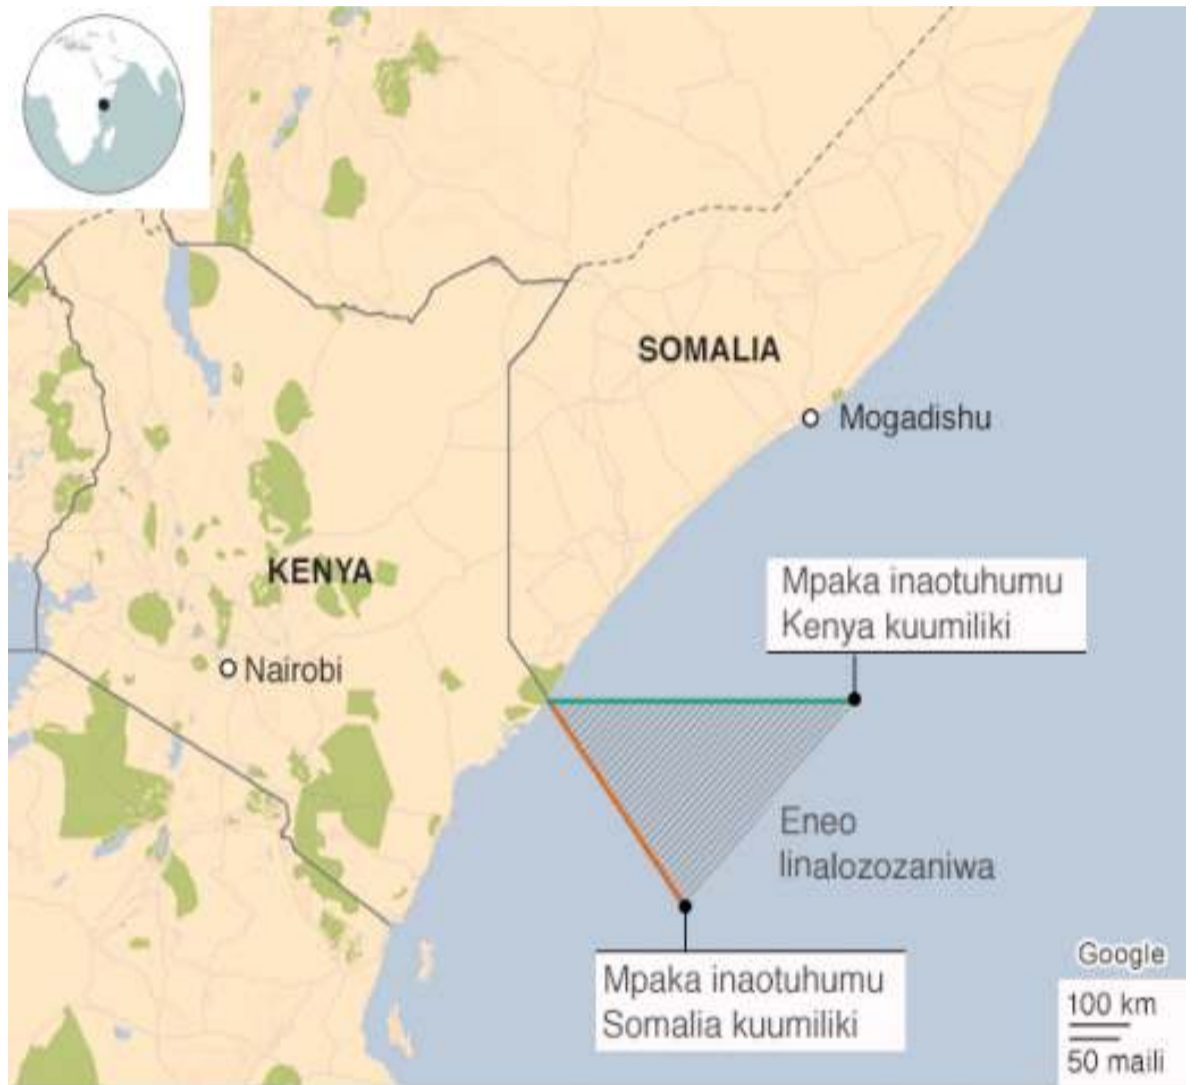 SOMALIA
Mogadishu
Mpaka inaotuhumu
Kenya kuumiliki
KENYA
Nairobi
Eneo
linalozozaniwa
Mpaka inaotuhumu
Somalia kuumiliki
Google
100 km
50 maili